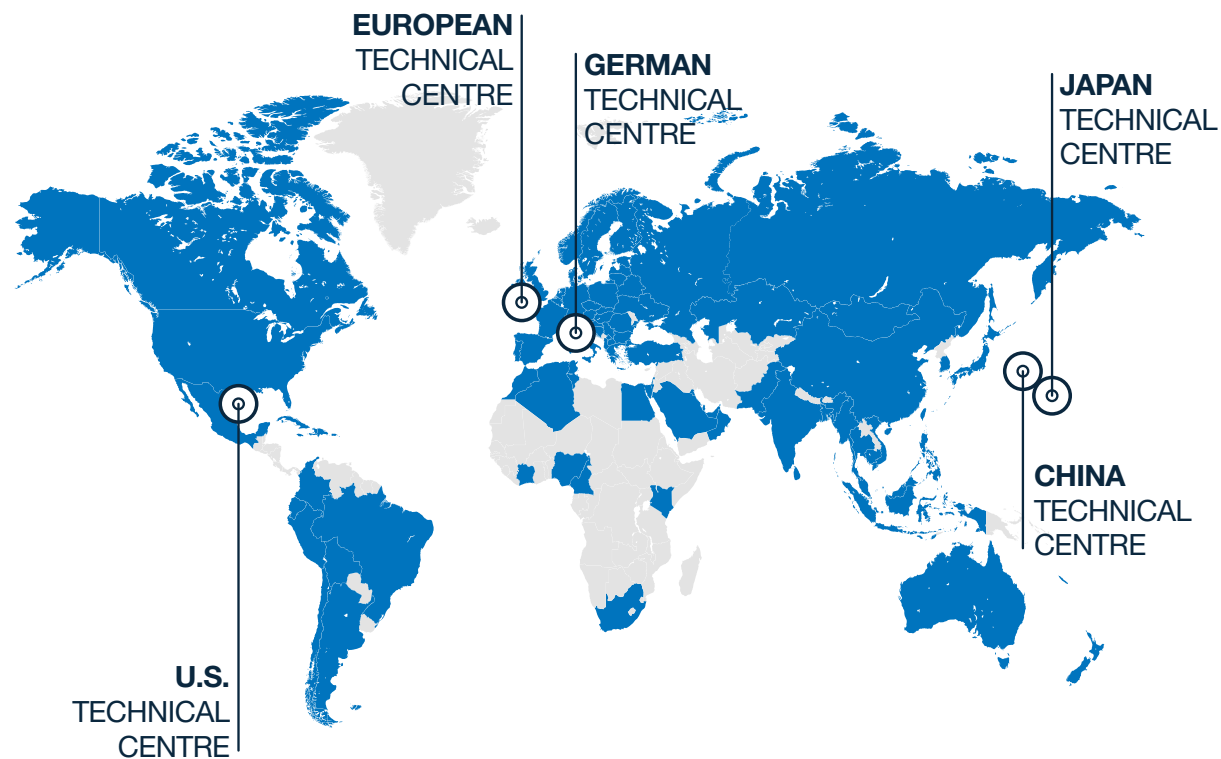 EUROPEAN
TECHNICAL
CENTRE
GERMAN
TECHNICAL
CENTRE
JAPAN
TECHNICAL
CENTRE
CHINA
TECHNICAL
CENTRE
U.S.
TECHNICAL
CENTRE